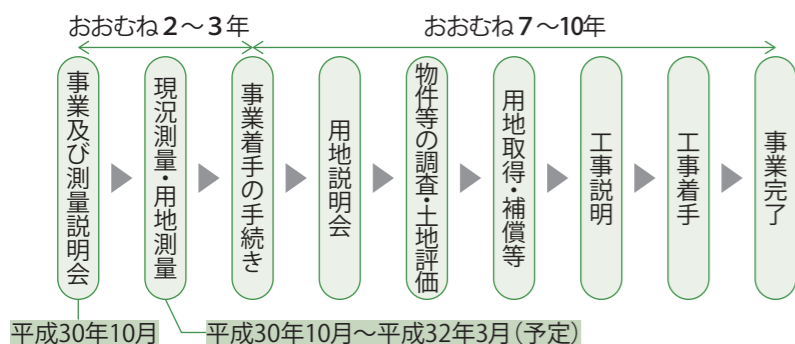 おおむね2～3年
おおむね7～10年
事業及び測量説明会
現況測量・用地測量
事業着手の手続き
用地説明会
物件等の調査・土地評価
用地取得・補償等
工事説明
工事着手
事業完了
平成30年10月
平成30年10月～平成32年3月（予定）